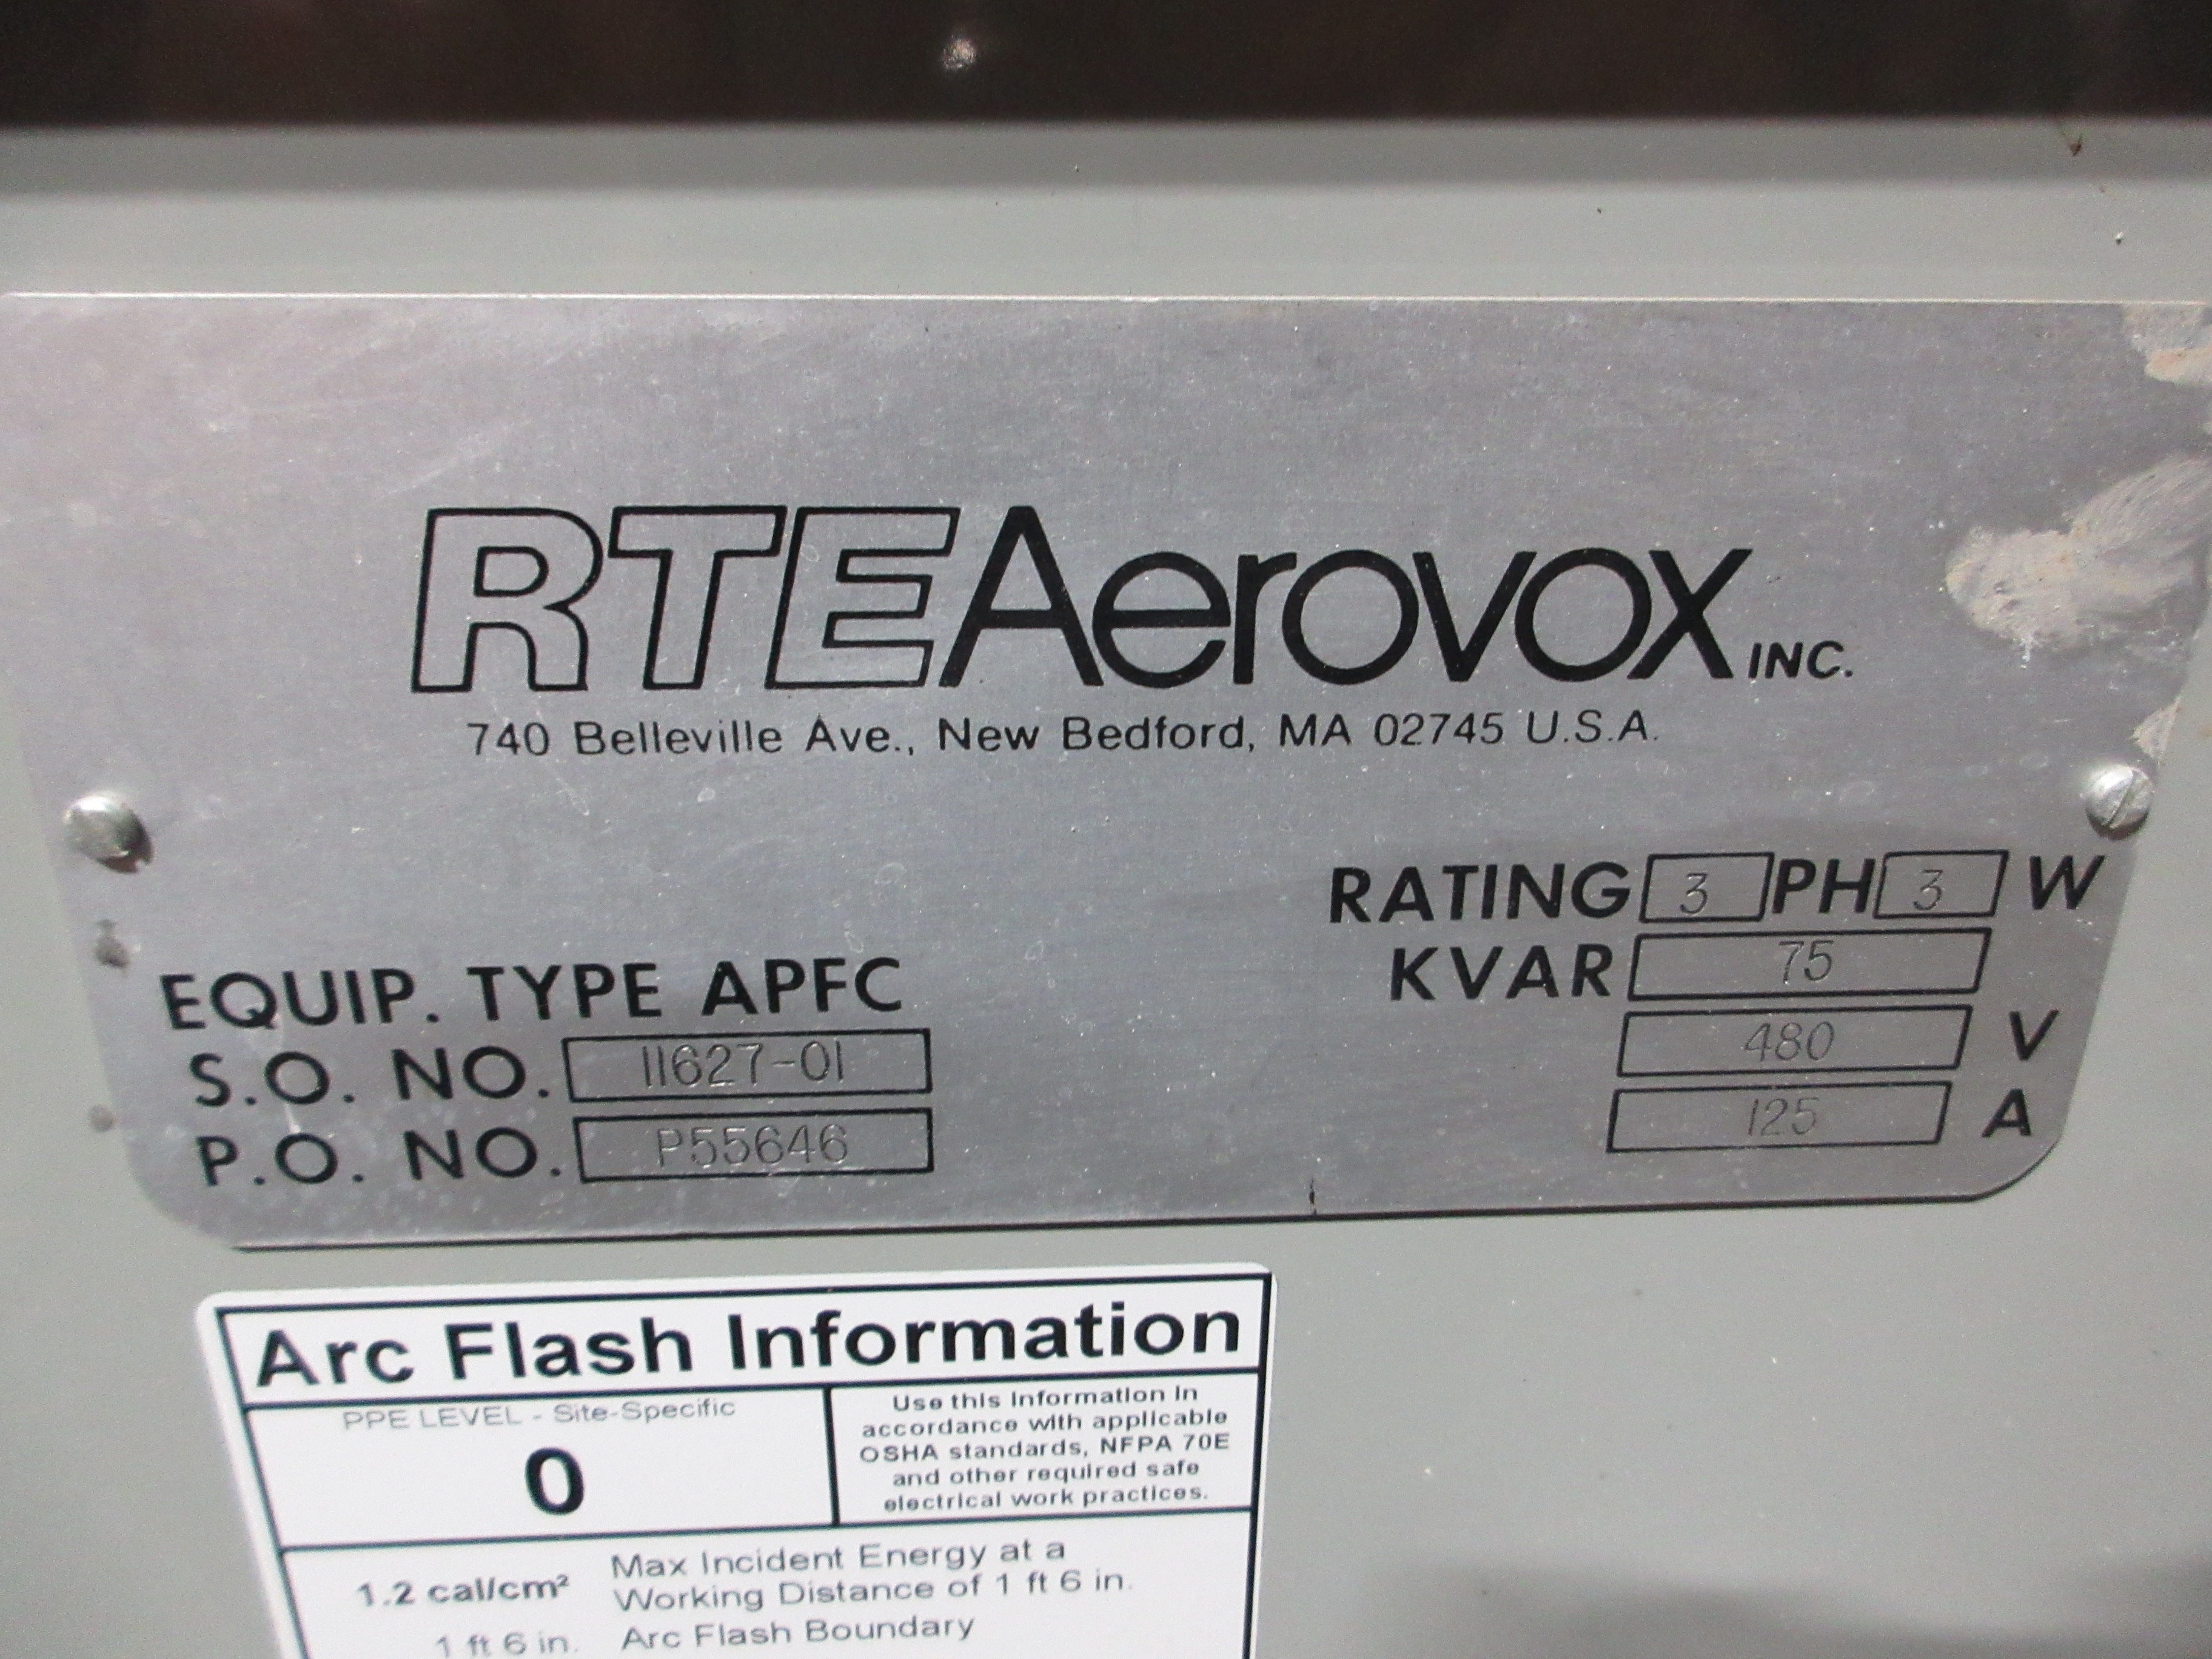 RTE Aerovox INC.
740 Belleville Ave., New Bedford, MA 02745 U.S.A.
RATING 3 PH 3 W
KVAR 75
480 V
125 A
EQUIP. TYPE APFC
S.O. NO. 11627-01
P.O. NO. P55646
Arc Flash Information
PPE LEVEL - Site-Specific
0
Use this Information in
accordance with applicable
OSHA standards, NFPA 70E
and other required safe
electrical work practices.
1.2 cal/cm² Max Incident Energy at a
Working Distance of 1 ft 6 in.
1 ft 6 in. Arc Flash Boundary